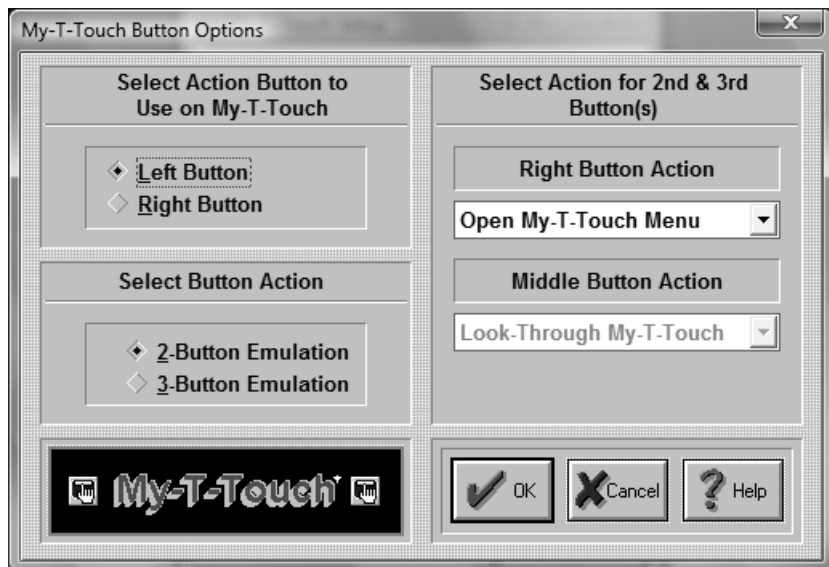 My-T-Touch Button Options
Select Action Button to
Use on My-T-Touch
Left Button
Right Button
Select Button Action
2-Button Emulation
3-Button Emulation
Select Action for 2nd & 3rd
Button(s)
Right Button Action
Open My-T-Touch Menu
Middle Button Action
Look-Through My-T-Touch
My-T-Touch
OK
Cancel
Help